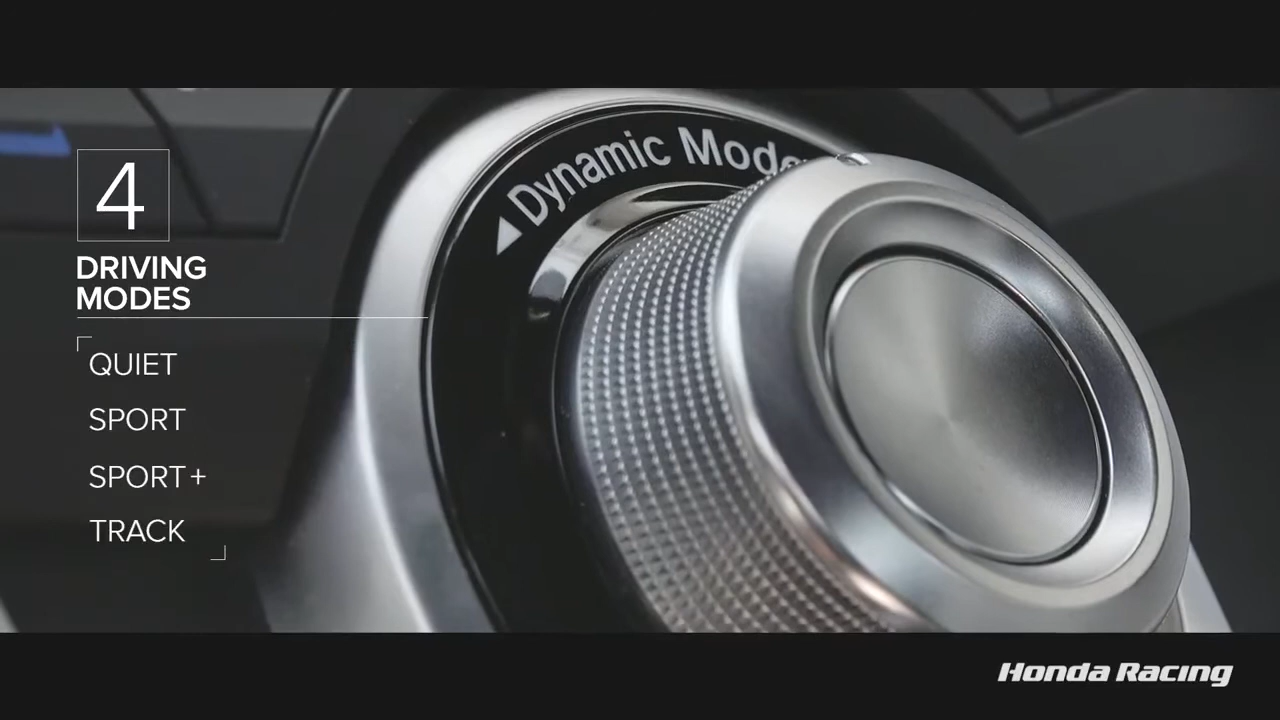 Dynamic Mode
4
DRIVING
MODES
QUIET
SPORT
SPORT+
TRACK
Honda Racing